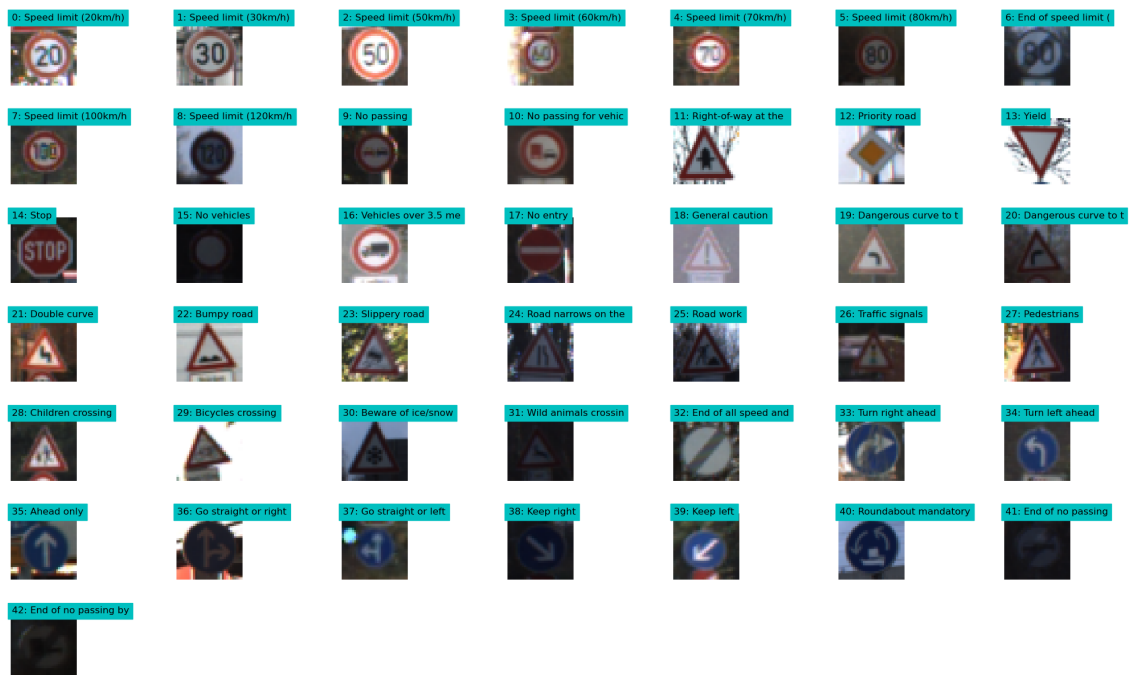 0: Speed limit (20km/h)
1: Speed limit (30km/h)
2: Speed limit (50km/h)
3: Speed limit (60km/h)
4: Speed limit (70km/h)
5: Speed limit (80km/h)
6: End of speed limit (
20
30
50
60
70
80
80
7: Speed limit (100km/h
8: Speed limit (120km/h
9: No passing
10: No passing for vehic
11: Right-of-way at the
12: Priority road
13: Yield
100
120
14: Stop
15: No vehicles
16: Vehicles over 3.5 me
17: No entry
18: General caution
19: Dangerous curve to t
20: Dangerous curve to t
STOP
21: Double curve
22: Bumpy road
23: Slippery road
24: Road narrows on the
25: Road work
26: Traffic signals
27: Pedestrians
28: Children crossing
29: Bicycles crossing
30: Beware of ice/snow
31: Wild animals crossin
32: End of all speed and
33: Turn right ahead
34: Turn left ahead
35: Ahead only
36: Go straight or right
37: Go straight or left
38: Keep right
39: Keep left
40: Roundabout mandatory
41: End of no passing
42: End of no passing by